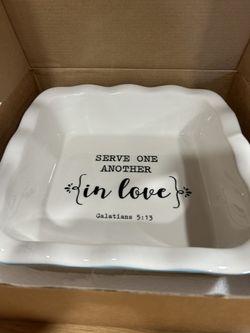 SERVE ONE
ANOTHER
{in love}
Galatians 5:13